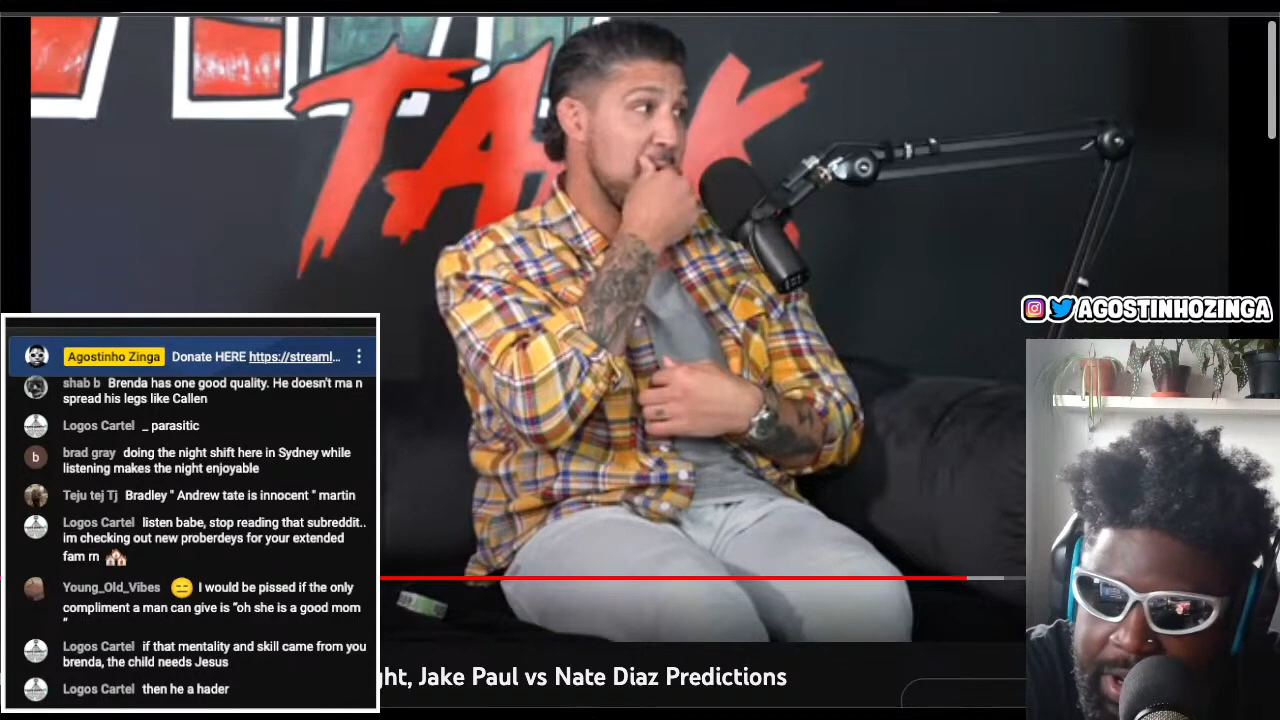 TALK
AGOSTINHOZINGA
Agostinho Zinga Donate HERE https://streaml...
shab b Brenda has one good quality. He doesn't ma n
spread his legs like Callen
Logos Cartel _ parasitic
b brad gray doing the night shift here in Sydney while
listening makes the night enjoyable
Teju tej Tj Bradley " Andrew tate is innocent " martin
Logos Cartel listen babe, stop reading that subreddit..
im checking out new proberdeys for your extended
fam rn
Young_Old_Vibes 😑 I would be pissed if the only
compliment a man can give is “oh she is a good mom
”
Logos Cartel if that mentality and skill came from you
brenda, the child needs Jesus
Logos Cartel then he a hader
ht, Jake Paul vs Nate Diaz Predictions